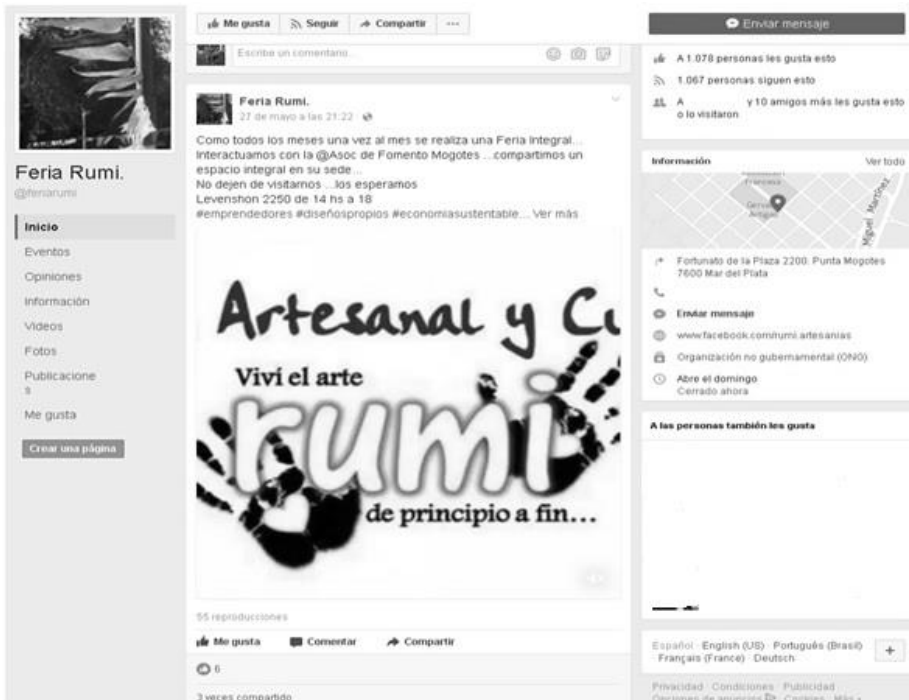 Me gusta Seguir Compartir ...
Enviar mensaje
Escribe un comentario...
Feria Rumi.
@feriarumi
Inicio
Eventos
Opiniones
Información
Videos
Fotos
Publicacione
s
Me gusta
Crear una página
Feria Rumi.
27 de mayo a las 21:22
Como todos los meses una vez al mes se realiza una Feria Integral...
Interactuamos con la @Asoc de Fomento Mogotes ...compartimos un
espacio integral en su sede...
No dejen de visitarnos ...los esperamos
Levenshon 2250 de 14 hs a 18
#emprendedores #diseñospropios #economiasustentable... Ver más
Artesanal y Cu
Viví el arte
rumi
de principio a fin...
55 reproducciones
Me gusta Comentar Compartir
6
3 veces compartido
A 1.078 personas les gusta esto
1.067 personas siguen esto
A y 10 amigos más les gusta esto
o lo visitaron
Información Ver todo
Miguel Martínez
Fortunato de la Plaza 2200. Punta Mogotes
7600 Mar del Plata
Enviar mensaje
www.facebook.com/rumi.artesanias
Organización no gubernamental (ONG)
Abre el domingo
Cerrado ahora
A las personas también les gusta
Español · English (US) · Português (Brasil)
· Français (France) · Deutsch
+
Privacidad · Condiciones · Publicidad ·
Opciones de anuncios · Cookies · Más